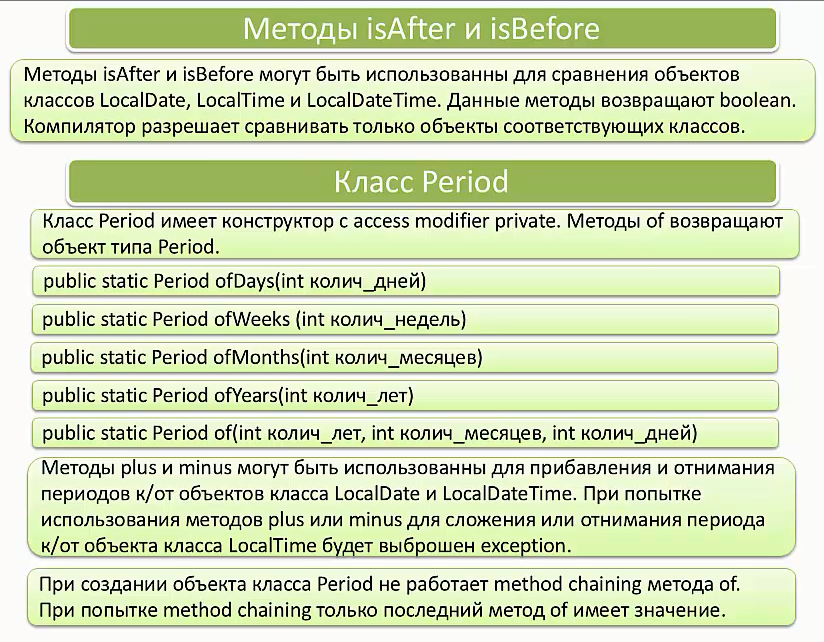 Методы isAfter и isBefore
Методы isAfter и isBefore могут быть использованны для сравнения объектов
классов LocalDate, LocalTime и LocalDateTime. Данные методы возвращают boolean.
Компилятор разрешает сравнивать только объекты соответствующих классов.
Класс Period
Класс Period имеет конструктор с access modifier private. Методы of возвращают
объект типа Period.
public static Period ofDays(int колич_дней)
public static Period ofWeeks (int колич_недель)
public static Period ofMonths(int колич_месяцев)
public static Period ofYears(int колич_лет)
public static Period of(int колич_лет, int колич_месяцев, int колич_дней)
Методы plus и minus могут быть использованны для прибавления и отнимания
периодов к/от объектов класса LocalDate и LocalDateTime. При попытке
использования методов plus или minus для сложения или отнимания периода
к/от объекта класса LocalTime будет выброшен exception.
При создании объекта класса Period не работает method chaining метода of.
При попытке method chaining только последний метод of имеет значение.